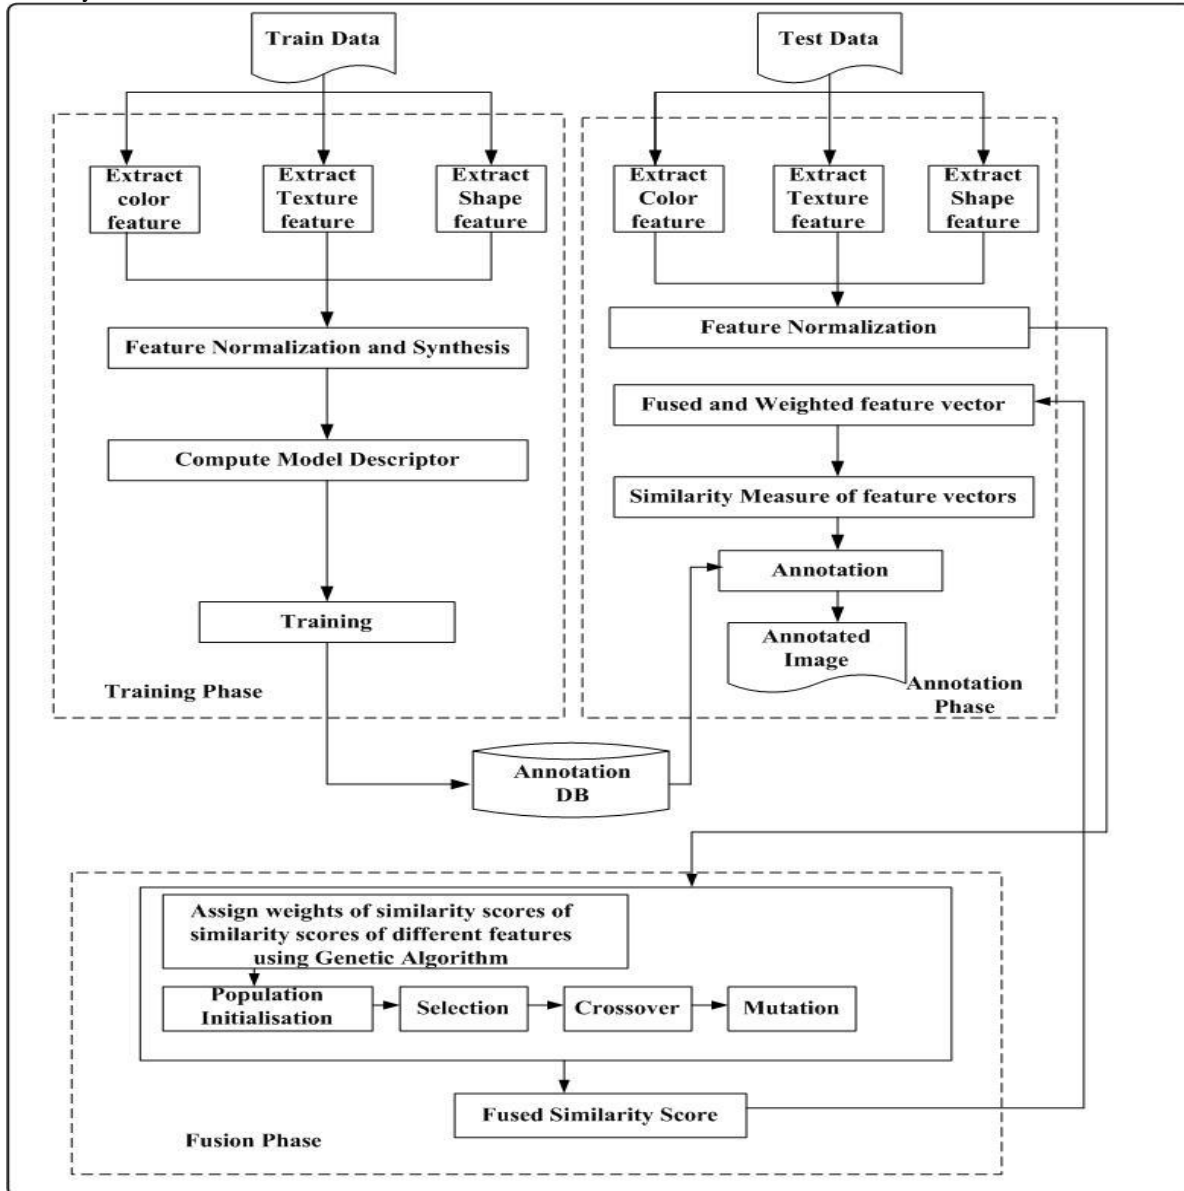 Train Data
Test Data
Extract
color
feature
Extract
Texture
feature
Extract
Shape
feature
Extract
Color
feature
Extract
Texture
feature
Extract
Shape
feature
Feature Normalization and Synthesis
Compute Model Descriptor
Training
Training Phase
Feature Normalization
Fused and Weighted feature vector
Similarity Measure of feature vectors
Annotation
Annotated
Image
Annotation
Phase
Annotation
DB
Assign weights of similarity scores of
similarity scores of different features
using Genetic Algorithm
Population
Initialisation
Selection
Crossover
Mutation
Fused Similarity Score
Fusion Phase